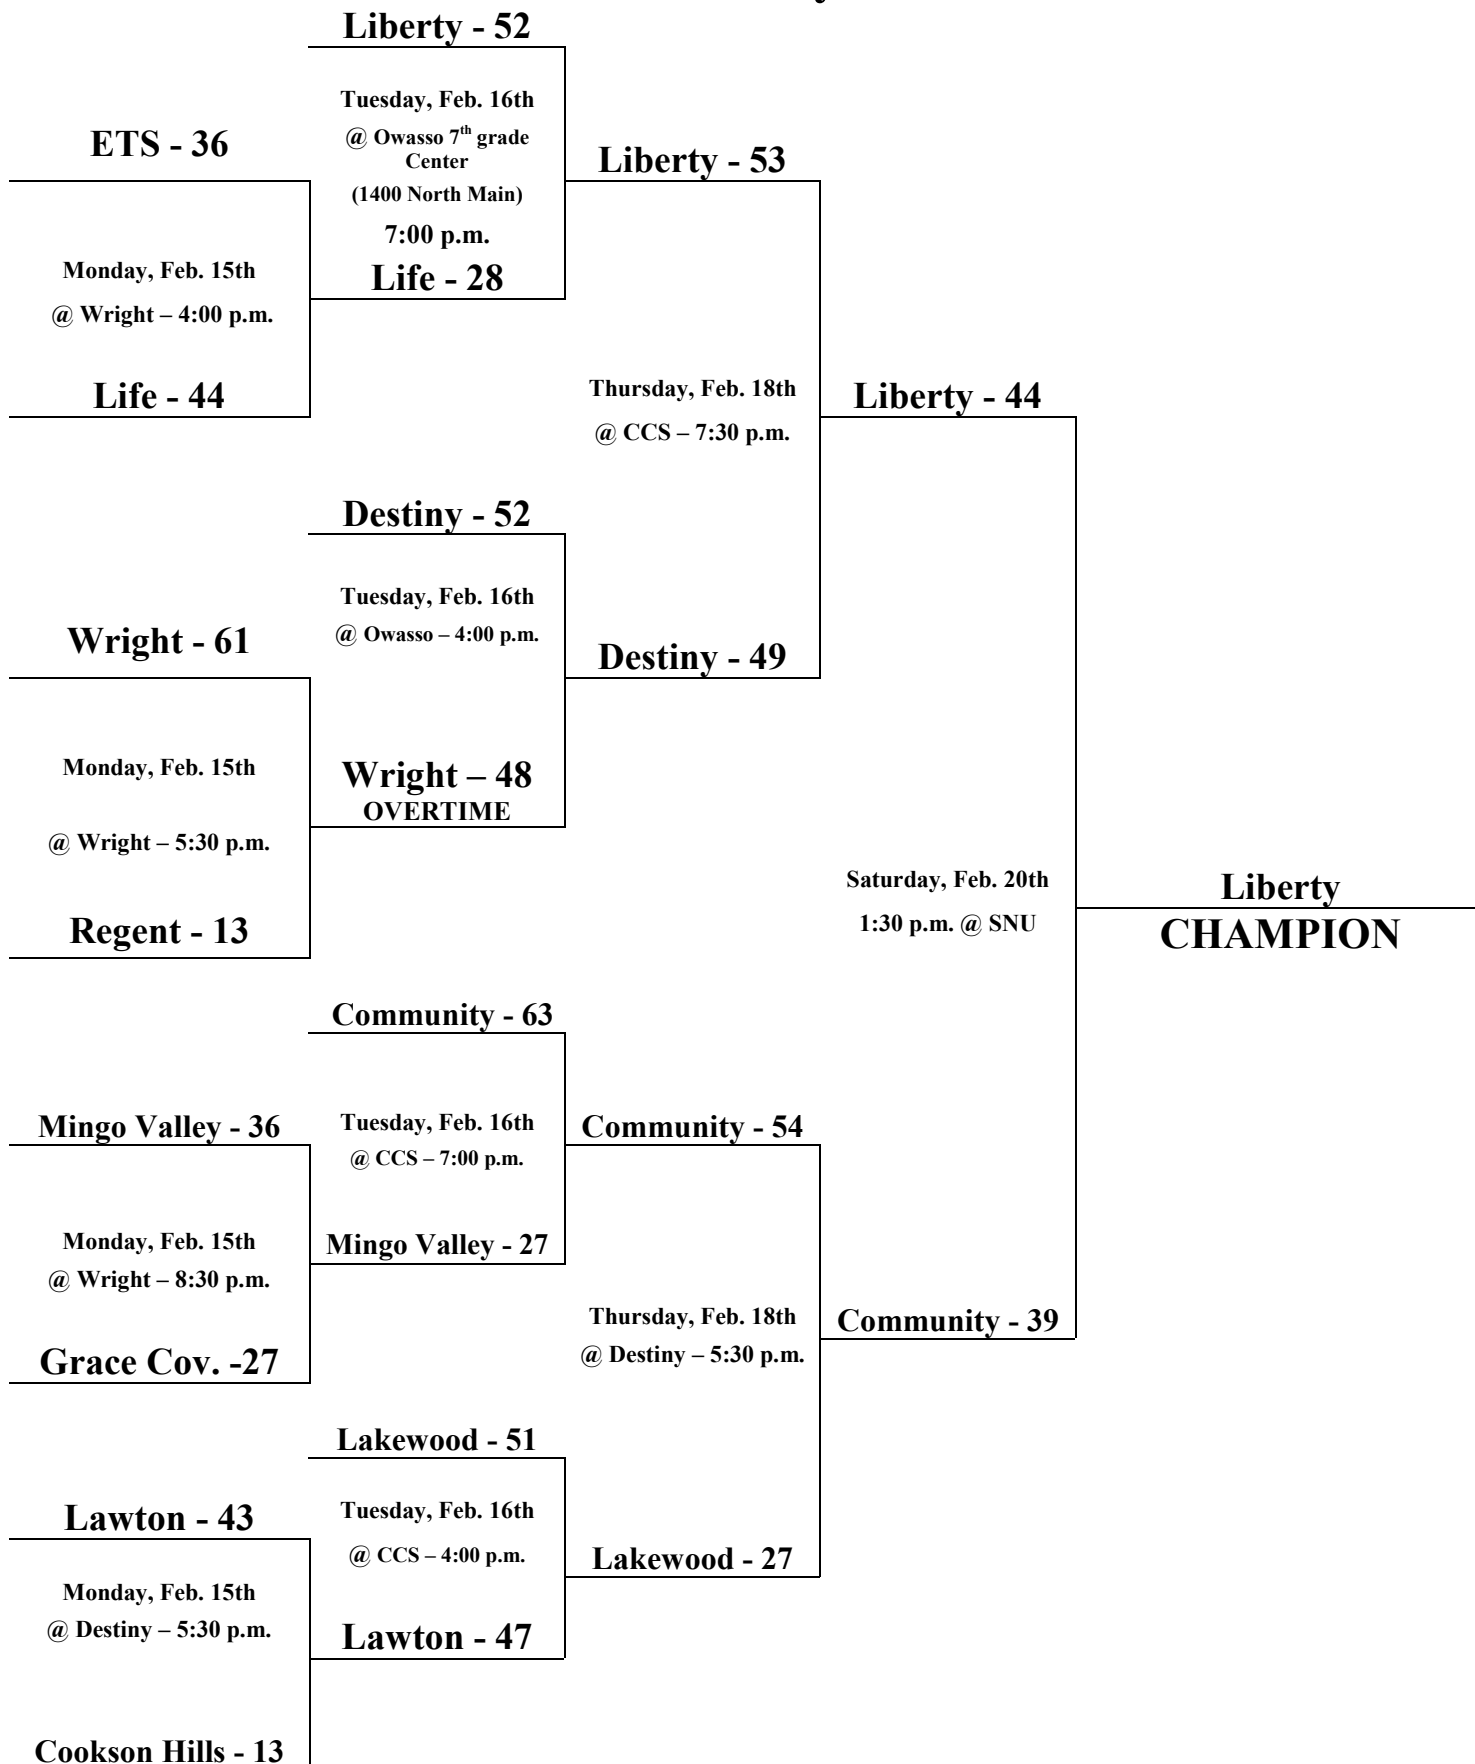 Liberty - 52
Tuesday, Feb. 16th
@ Owasso 7th grade
Center
(1400 North Main)
7:00 p.m.
Life - 28
ETS - 36
Monday, Feb. 15th
@ Wright – 4:00 p.m.
Life - 44
Liberty - 53
Thursday, Feb. 18th
@ CCS – 7:30 p.m.
Liberty - 44
Destiny - 52
Tuesday, Feb. 16th
@ Owasso – 4:00 p.m.
Wright - 61
Destiny - 49
Monday, Feb. 15th
@ Wright – 5:30 p.m.
Regent - 13
Wright – 48
OVERTIME
Saturday, Feb. 20th
1:30 p.m. @ SNU
Liberty
CHAMPION
Community - 63
Mingo Valley - 36
Tuesday, Feb. 16th
@ CCS – 7:00 p.m.
Community - 54
Monday, Feb. 15th
@ Wright – 8:30 p.m.
Mingo Valley - 27
Grace Cov. -27
Thursday, Feb. 18th
@ Destiny – 5:30 p.m.
Community - 39
Lakewood - 51
Lawton - 43
Tuesday, Feb. 16th
@ CCS – 4:00 p.m.
Lakewood - 27
Monday, Feb. 15th
@ Destiny – 5:30 p.m.
Lawton - 47
Cookson Hills - 13